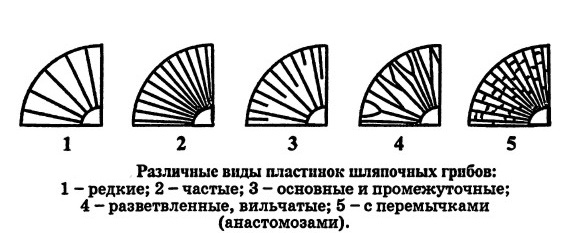 1 2 3 4 5
Различные виды пластинок шляпочных грибов:
1 – редкие; 2 – частые; 3 – основные и промежуточные;
4 – разветвленные, вильчатые; 5 – с перемычками
(анастомозами).